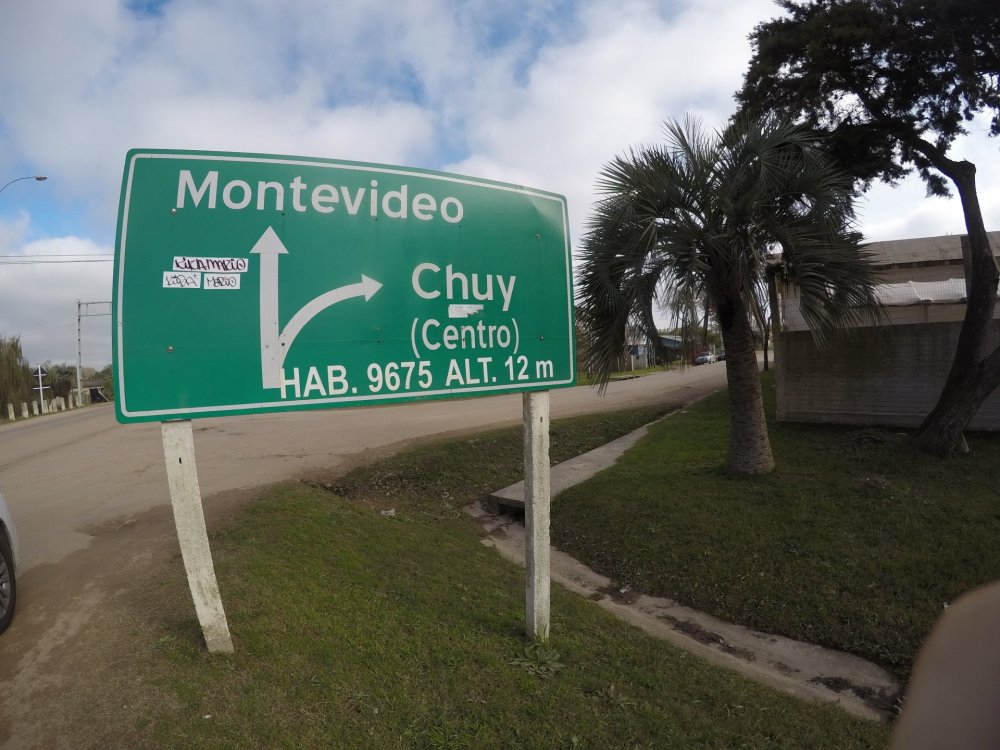 Montevideo
Chuy
(Centro)
HAB. 9675 ALT. 12 m